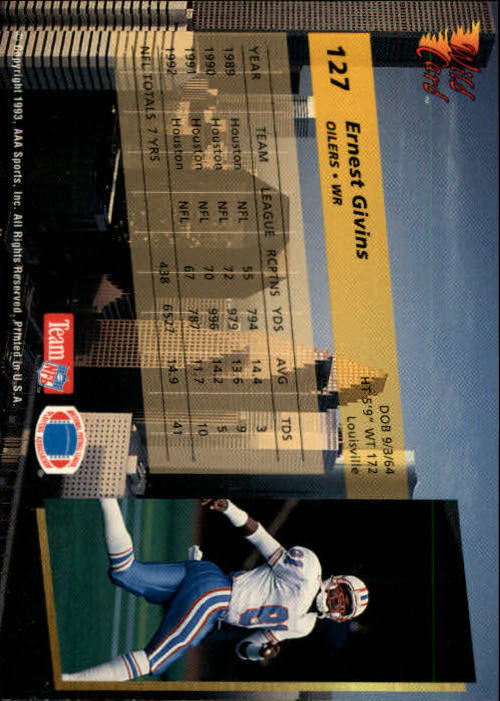 Wild Card
127 Ernest Givins
OILERS • WR
DOB 9/3/64
HT 5'9" WT 172
Louisville
YEAR TEAM LEAGUE RCPTNS YDS AVG TDS
1989 Houston NFL 55 794 14.4 3
1990 Houston NFL 72 979 13.6 9
1991 Houston NFL 70 996 14.2 5
1992 Houston NFL 67 787 11.7 10
NFL TOTALS 7 YRS 438 6527 14.9 41
Team NFL
© Copyright 1993, AAA Sports, Inc. All Rights Reserved, Printed in U.S.A.